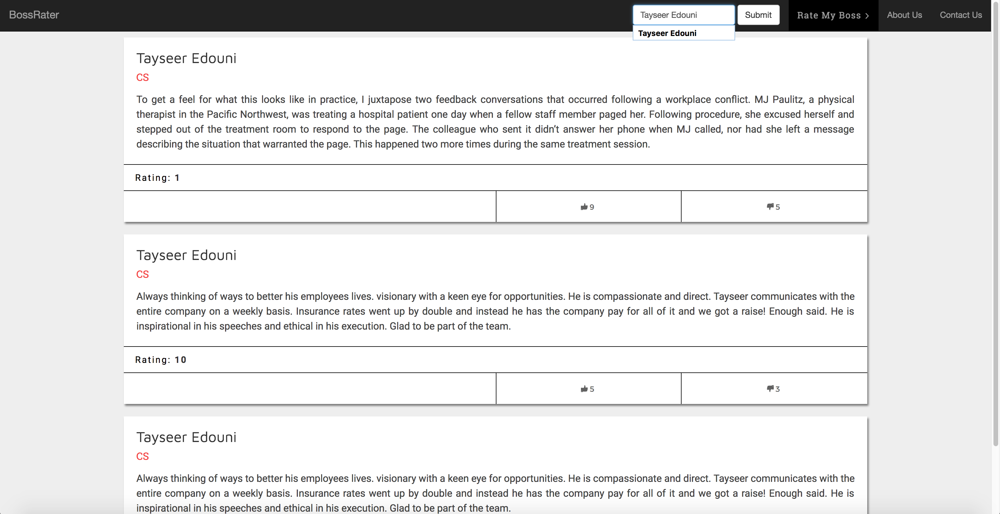 BossRater
Tayseer Edouni
Submit
Rate My Boss >
About Us
Contact Us
Tayseer Edouni
Tayseer Edouni
CS
To get a feel for what this looks like in practice, I juxtapose two feedback conversations that occurred following a workplace conflict. MJ Paulitz, a physical
therapist in the Pacific Northwest, was treating a hospital patient one day when a fellow staff member paged her. Following procedure, she excused herself and
stepped out of the treatment room to respond to the page. The colleague who sent it didn’t answer her phone when MJ called, nor had she left a message
describing the situation that warranted the page. This happened two more times during the same treatment session.
Rating: 1
9
5
Tayseer Edouni
CS
Always thinking of ways to better his employees lives. visionary with a keen eye for opportunities. He is compassionate and direct. Tayseer communicates with the
entire company on a weekly basis. Insurance rates went up by double and instead he has the company pay for all of it and we got a raise! Enough said. He is
inspirational in his speeches and ethical in his execution. Glad to be part of the team.
Rating: 10
5
3
Tayseer Edouni
CS
Always thinking of ways to better his employees lives. visionary with a keen eye for opportunities. He is compassionate and direct. Tayseer communicates with the
entire company on a weekly basis. Insurance rates went up by double and instead he has the company pay for all of it and we got a raise! Enough said. He is
inspirational in his speeches and ethical in his execution. Glad to be part of the team.